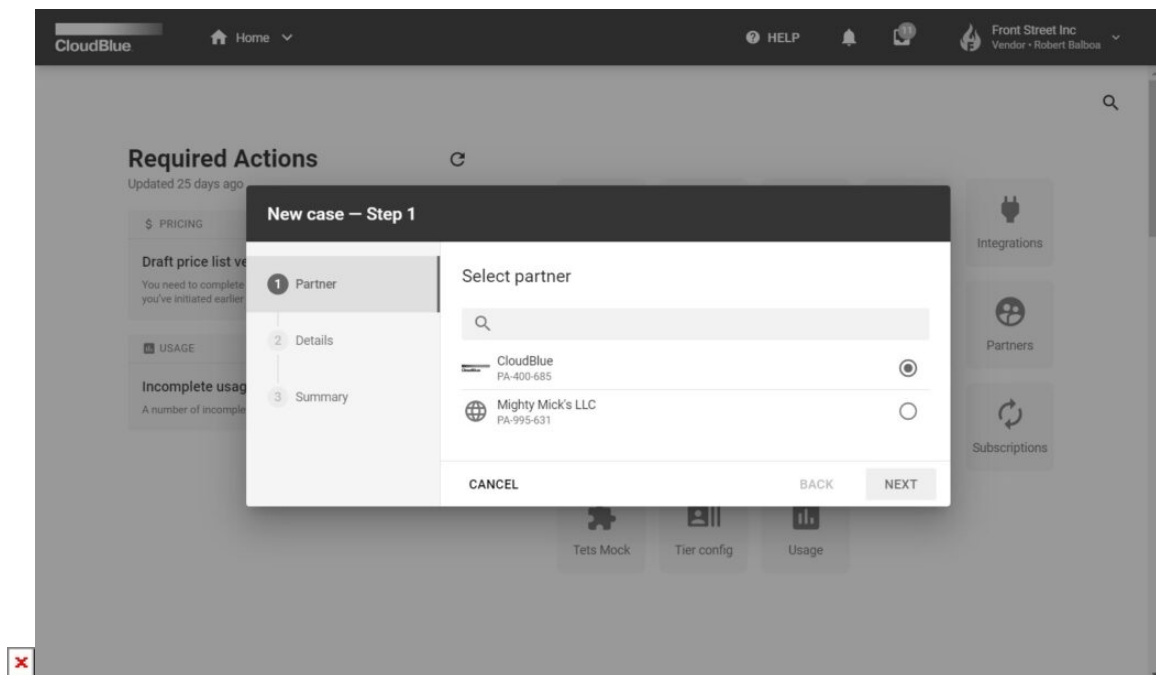 CloudBlue
Home
HELP
11
Front Street Inc
Vendor • Robert Balboa
Required Actions
Updated 25 days ago
$ PRICING
Draft price list ve
You need to complete
you've initiated earlier
USAGE
Incomplete usag
A number of incomple
New case — Step 1
1 Partner
2 Details
3 Summary
Select partner
CloudBlue
PA-400-685
Mighty Mick's LLC
PA-995-631
CANCEL
BACK
NEXT
Integrations
Partners
Subscriptions
Tets Mock
Tier config
Usage